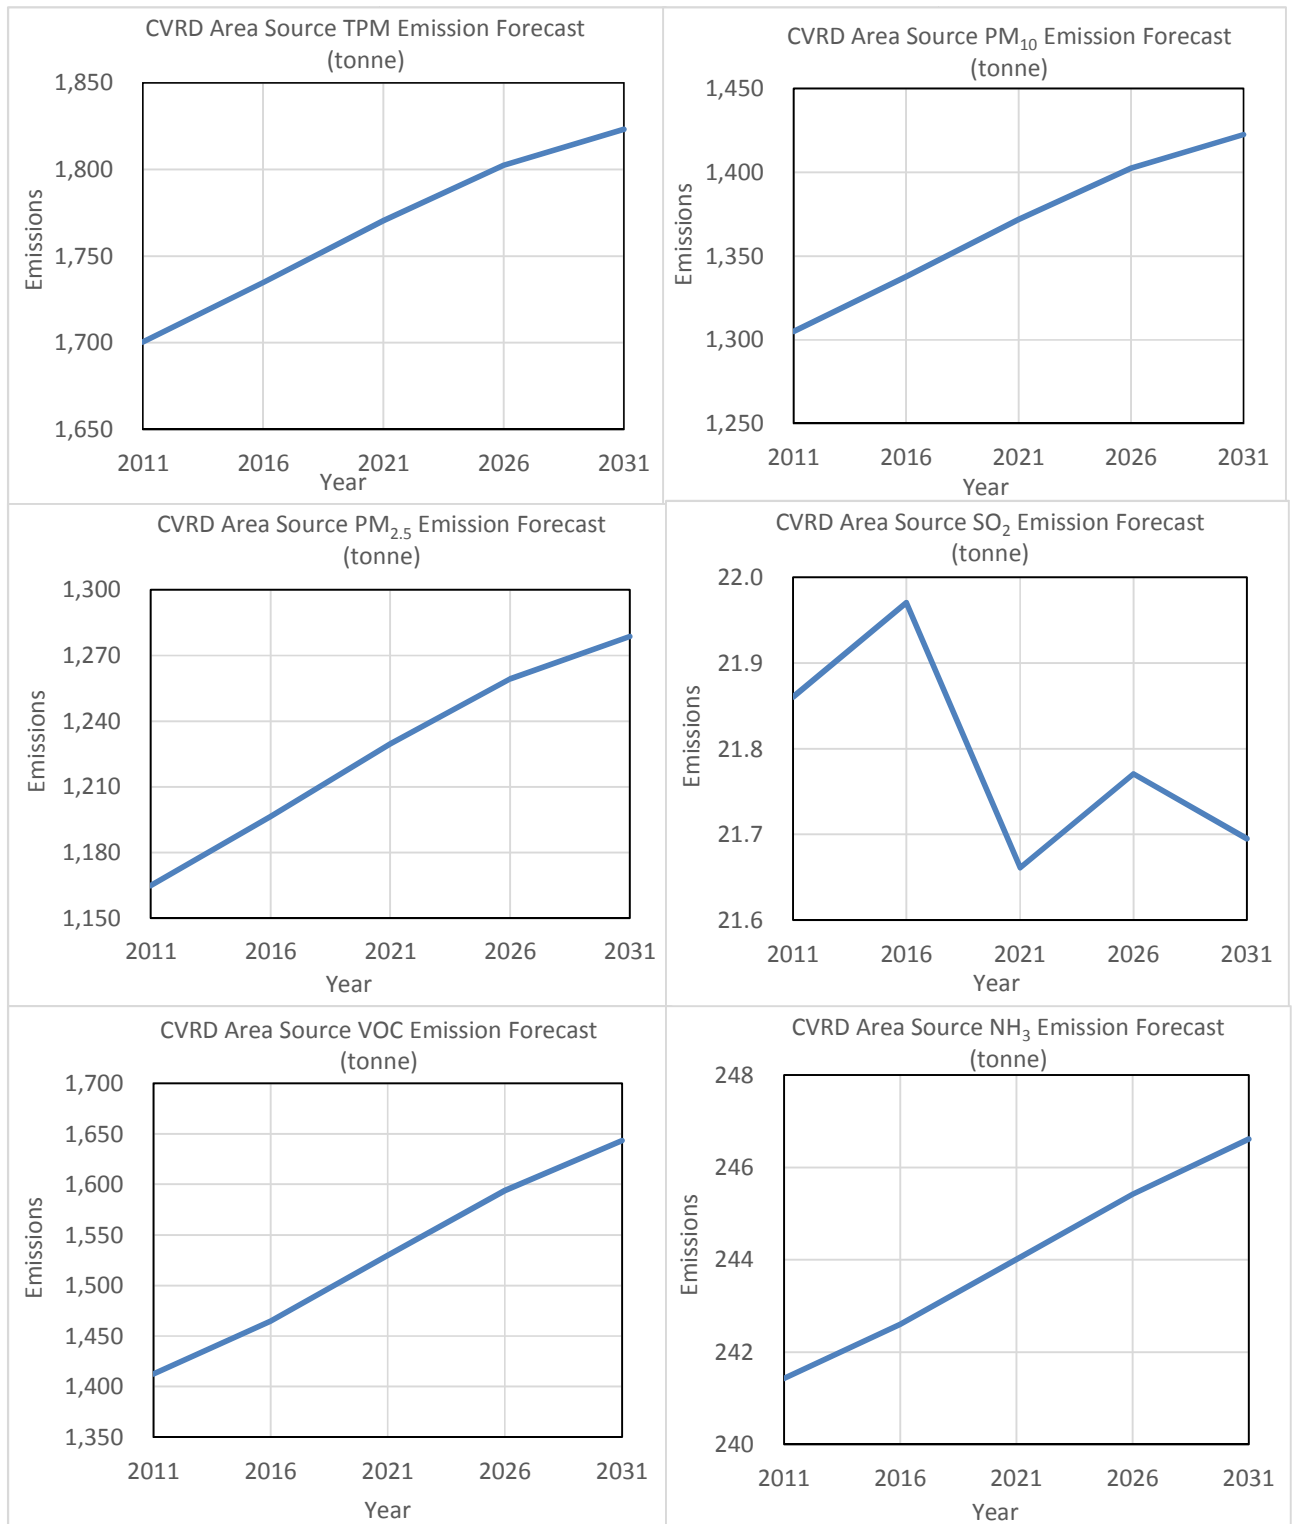 CVRD Area Source TPM Emission Forecast
(tonne)
1,850
1,800
1,750
1,700
1,650
Emissions
2011 2016 2021 2026 2031
Year
CVRD Area Source PM₁₀ Emission Forecast
(tonne)
1,450
1,400
1,350
1,300
1,250
Emissions
2011 2016 2021 2026 2031
Year
CVRD Area Source PM₂.₅ Emission Forecast
(tonne)
1,300
1,270
1,240
1,210
1,180
1,150
Emissions
2011 2016 2021 2026 2031
Year
CVRD Area Source SO₂ Emission Forecast
(tonne)
22.0
21.9
21.8
21.7
21.6
Emissions
2011 2016 2021 2026 2031
Year
CVRD Area Source VOC Emission Forecast
(tonne)
1,700
1,650
1,600
1,550
1,500
1,450
1,400
1,350
Emissions
2011 2016 2021 2026 2031
Year
CVRD Area Source NH₃ Emission Forecast
(tonne)
248
246
244
242
240
Emissions
2011 2016 2021 2026 2031
Year